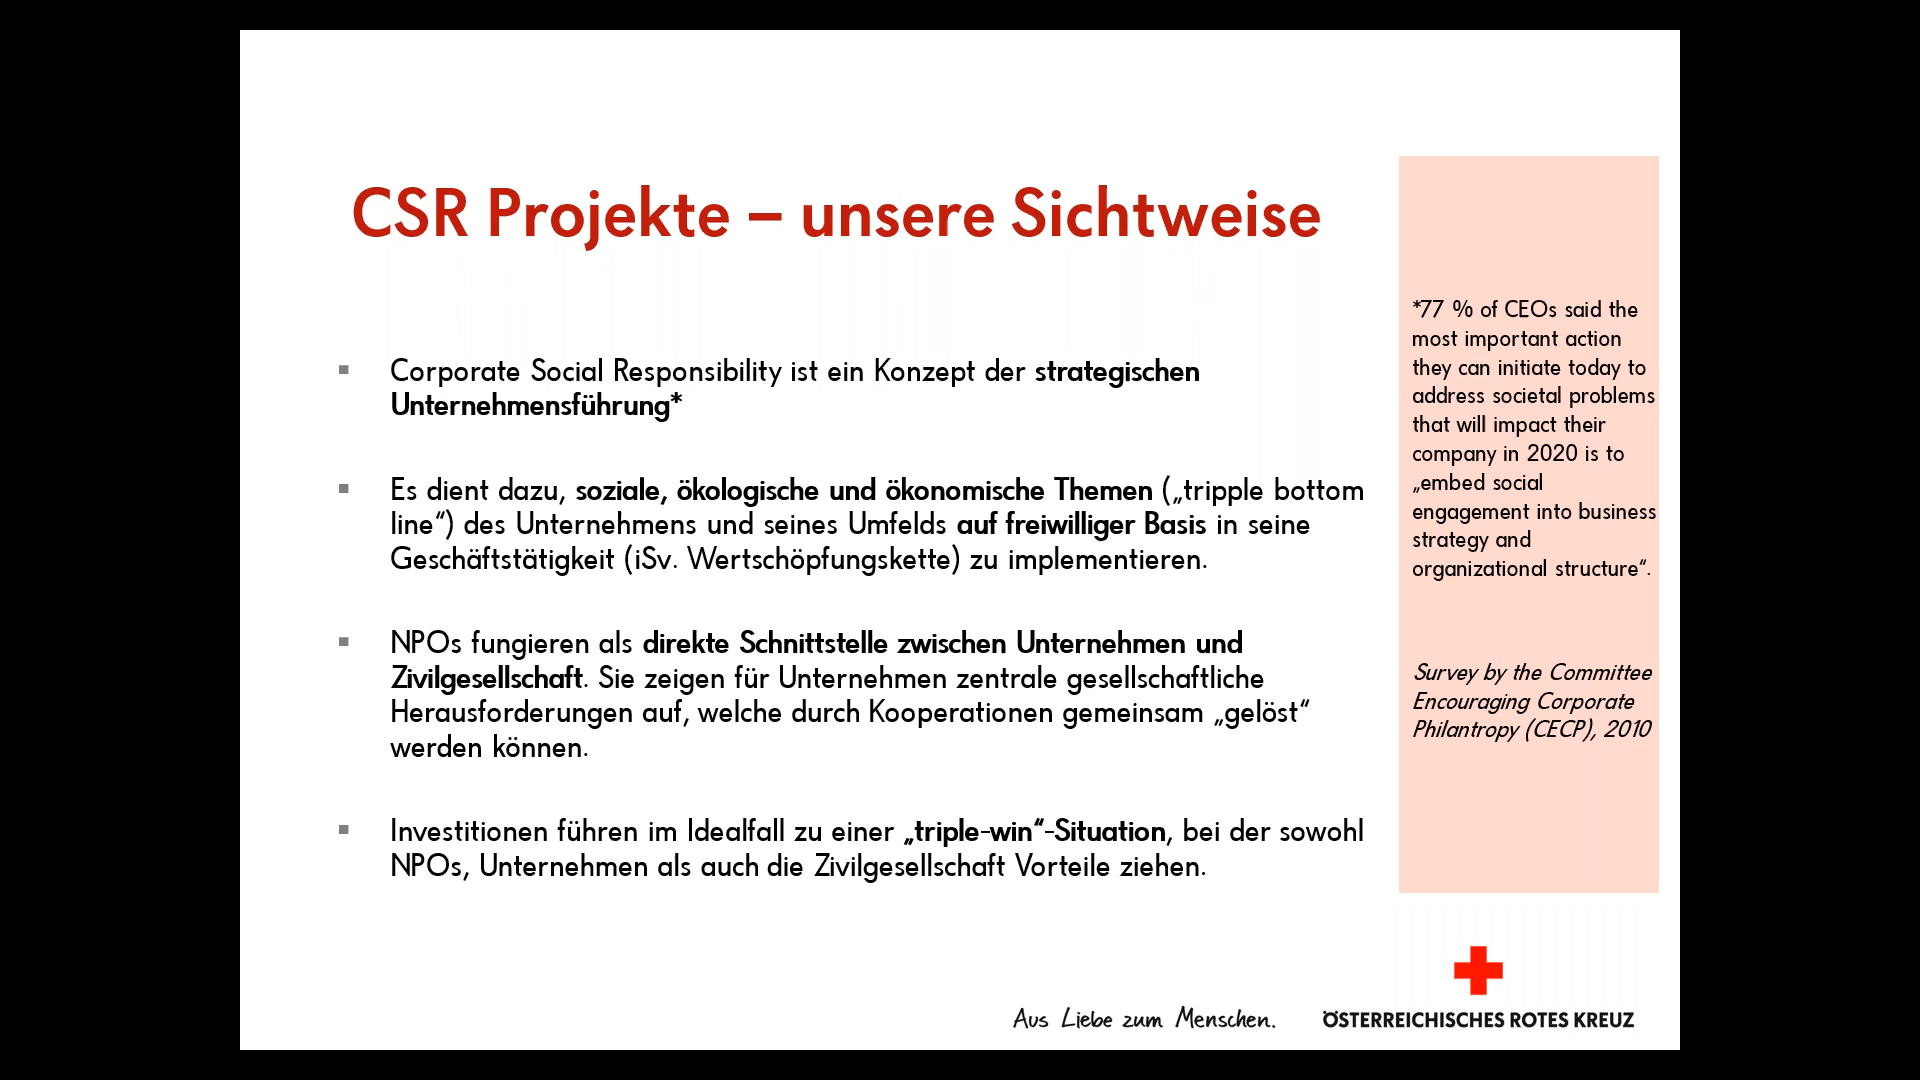 CSR Projekte – unsere Sichtweise
Corporate Social Responsibility ist ein Konzept der strategischen
Unternehmensführung*
Es dient dazu, soziale, ökologische und ökonomische Themen („tripple bottom
line“) des Unternehmens und seines Umfelds auf freiwilliger Basis in seine
Geschäftstätigkeit (iSv. Wertschöpfungskette) zu implementieren.
NPOs fungieren als direkte Schnittstelle zwischen Unternehmen und
Zivilgesellschaft. Sie zeigen für Unternehmen zentrale gesellschaftliche
Herausforderungen auf, welche durch Kooperationen gemeinsam „gelöst“
werden können.
Investitionen führen im Idealfall zu einer „triple-win“-Situation, bei der sowohl
NPOs, Unternehmen als auch die Zivilgesellschaft Vorteile ziehen.
*77 % of CEOs said the
most important action
they can initiate today to
address societal problems
that will impact their
company in 2020 is to
„embed social
engagement into business
strategy and
organizational structure“.
Survey by the Committee
Encouraging Corporate
Philantropy (CECP), 2010
Aus Liebe zum Menschen.
ÖSTERREICHISCHES ROTES KREUZ